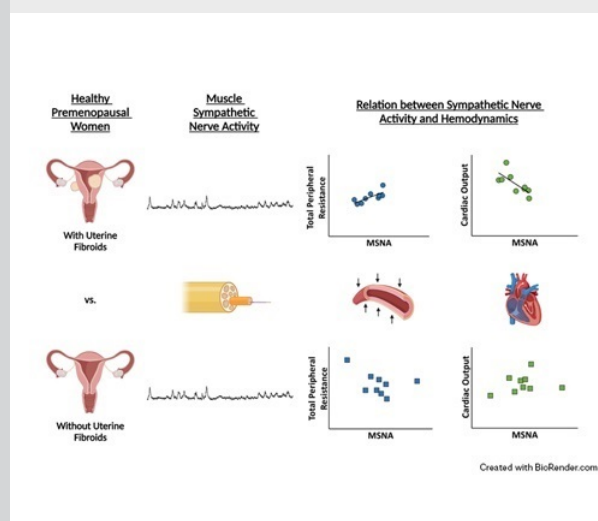 Healthy
Premenopausal
Women
Muscle
Sympathetic
Nerve Activity
Relation between Sympathetic Nerve
Activity and Hemodynamics
With Uterine
Fibroids
Total Peripheral
Resistance
MSNA
Cardiac Output
MSNA
vs.
Without Uterine
Fibroids
Total Peripheral
Resistance
MSNA
Cardiac Output
MSNA
Created with BioRender.com